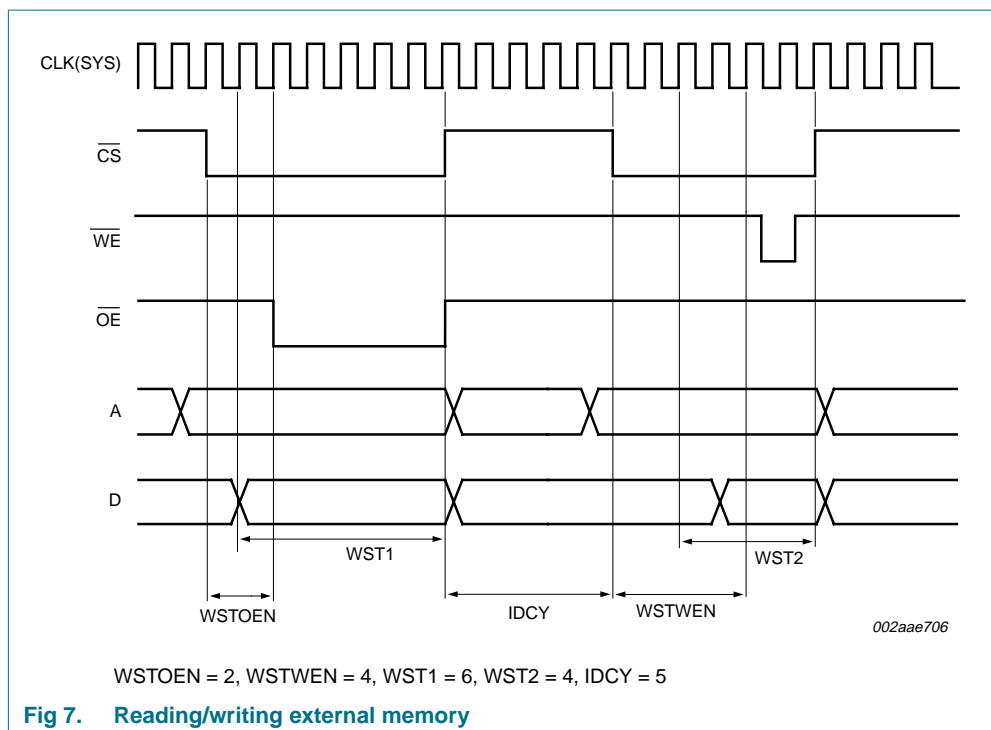 CLK(SYS)
CS
WE
OE
A
D
WST1
WST2
WSTOEN
IDCY
WSTWEN
002aae706
WSTOEN = 2, WSTWEN = 4, WST1 = 6, WST2 = 4, IDCY = 5
Fig 7. Reading/writing external memory